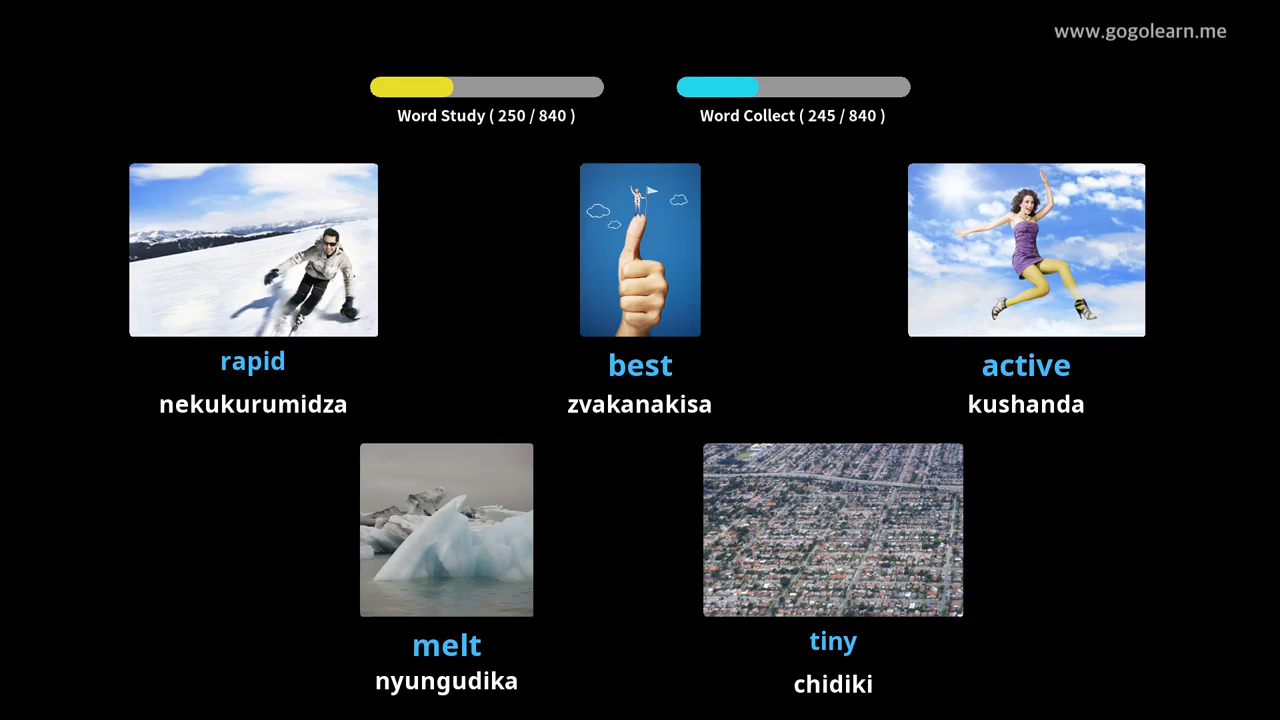 www.gogolearn.me
Word Study ( 250 / 840 )
Word Collect ( 245 / 840 )
rapid
nekukurumidza
best
zvakanakisa
active
kushanda
melt
nyungudika
tiny
chidiki